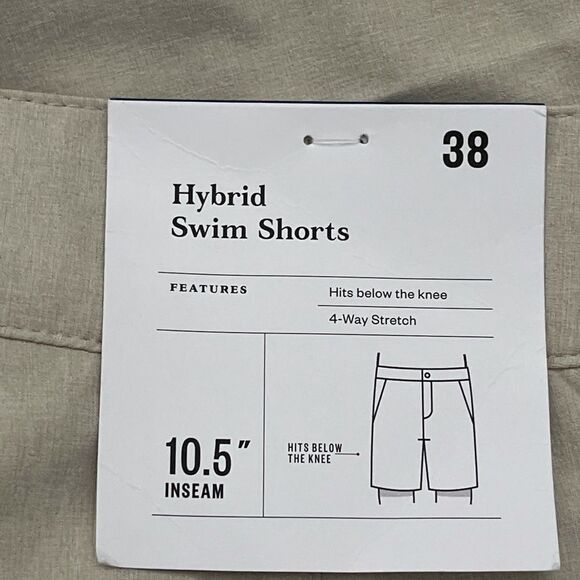 38
Hybrid
Swim Shorts
FEATURES
Hits below the knee
4-Way Stretch
10.5″
INSEAM
HITS BELOW
THE KNEE